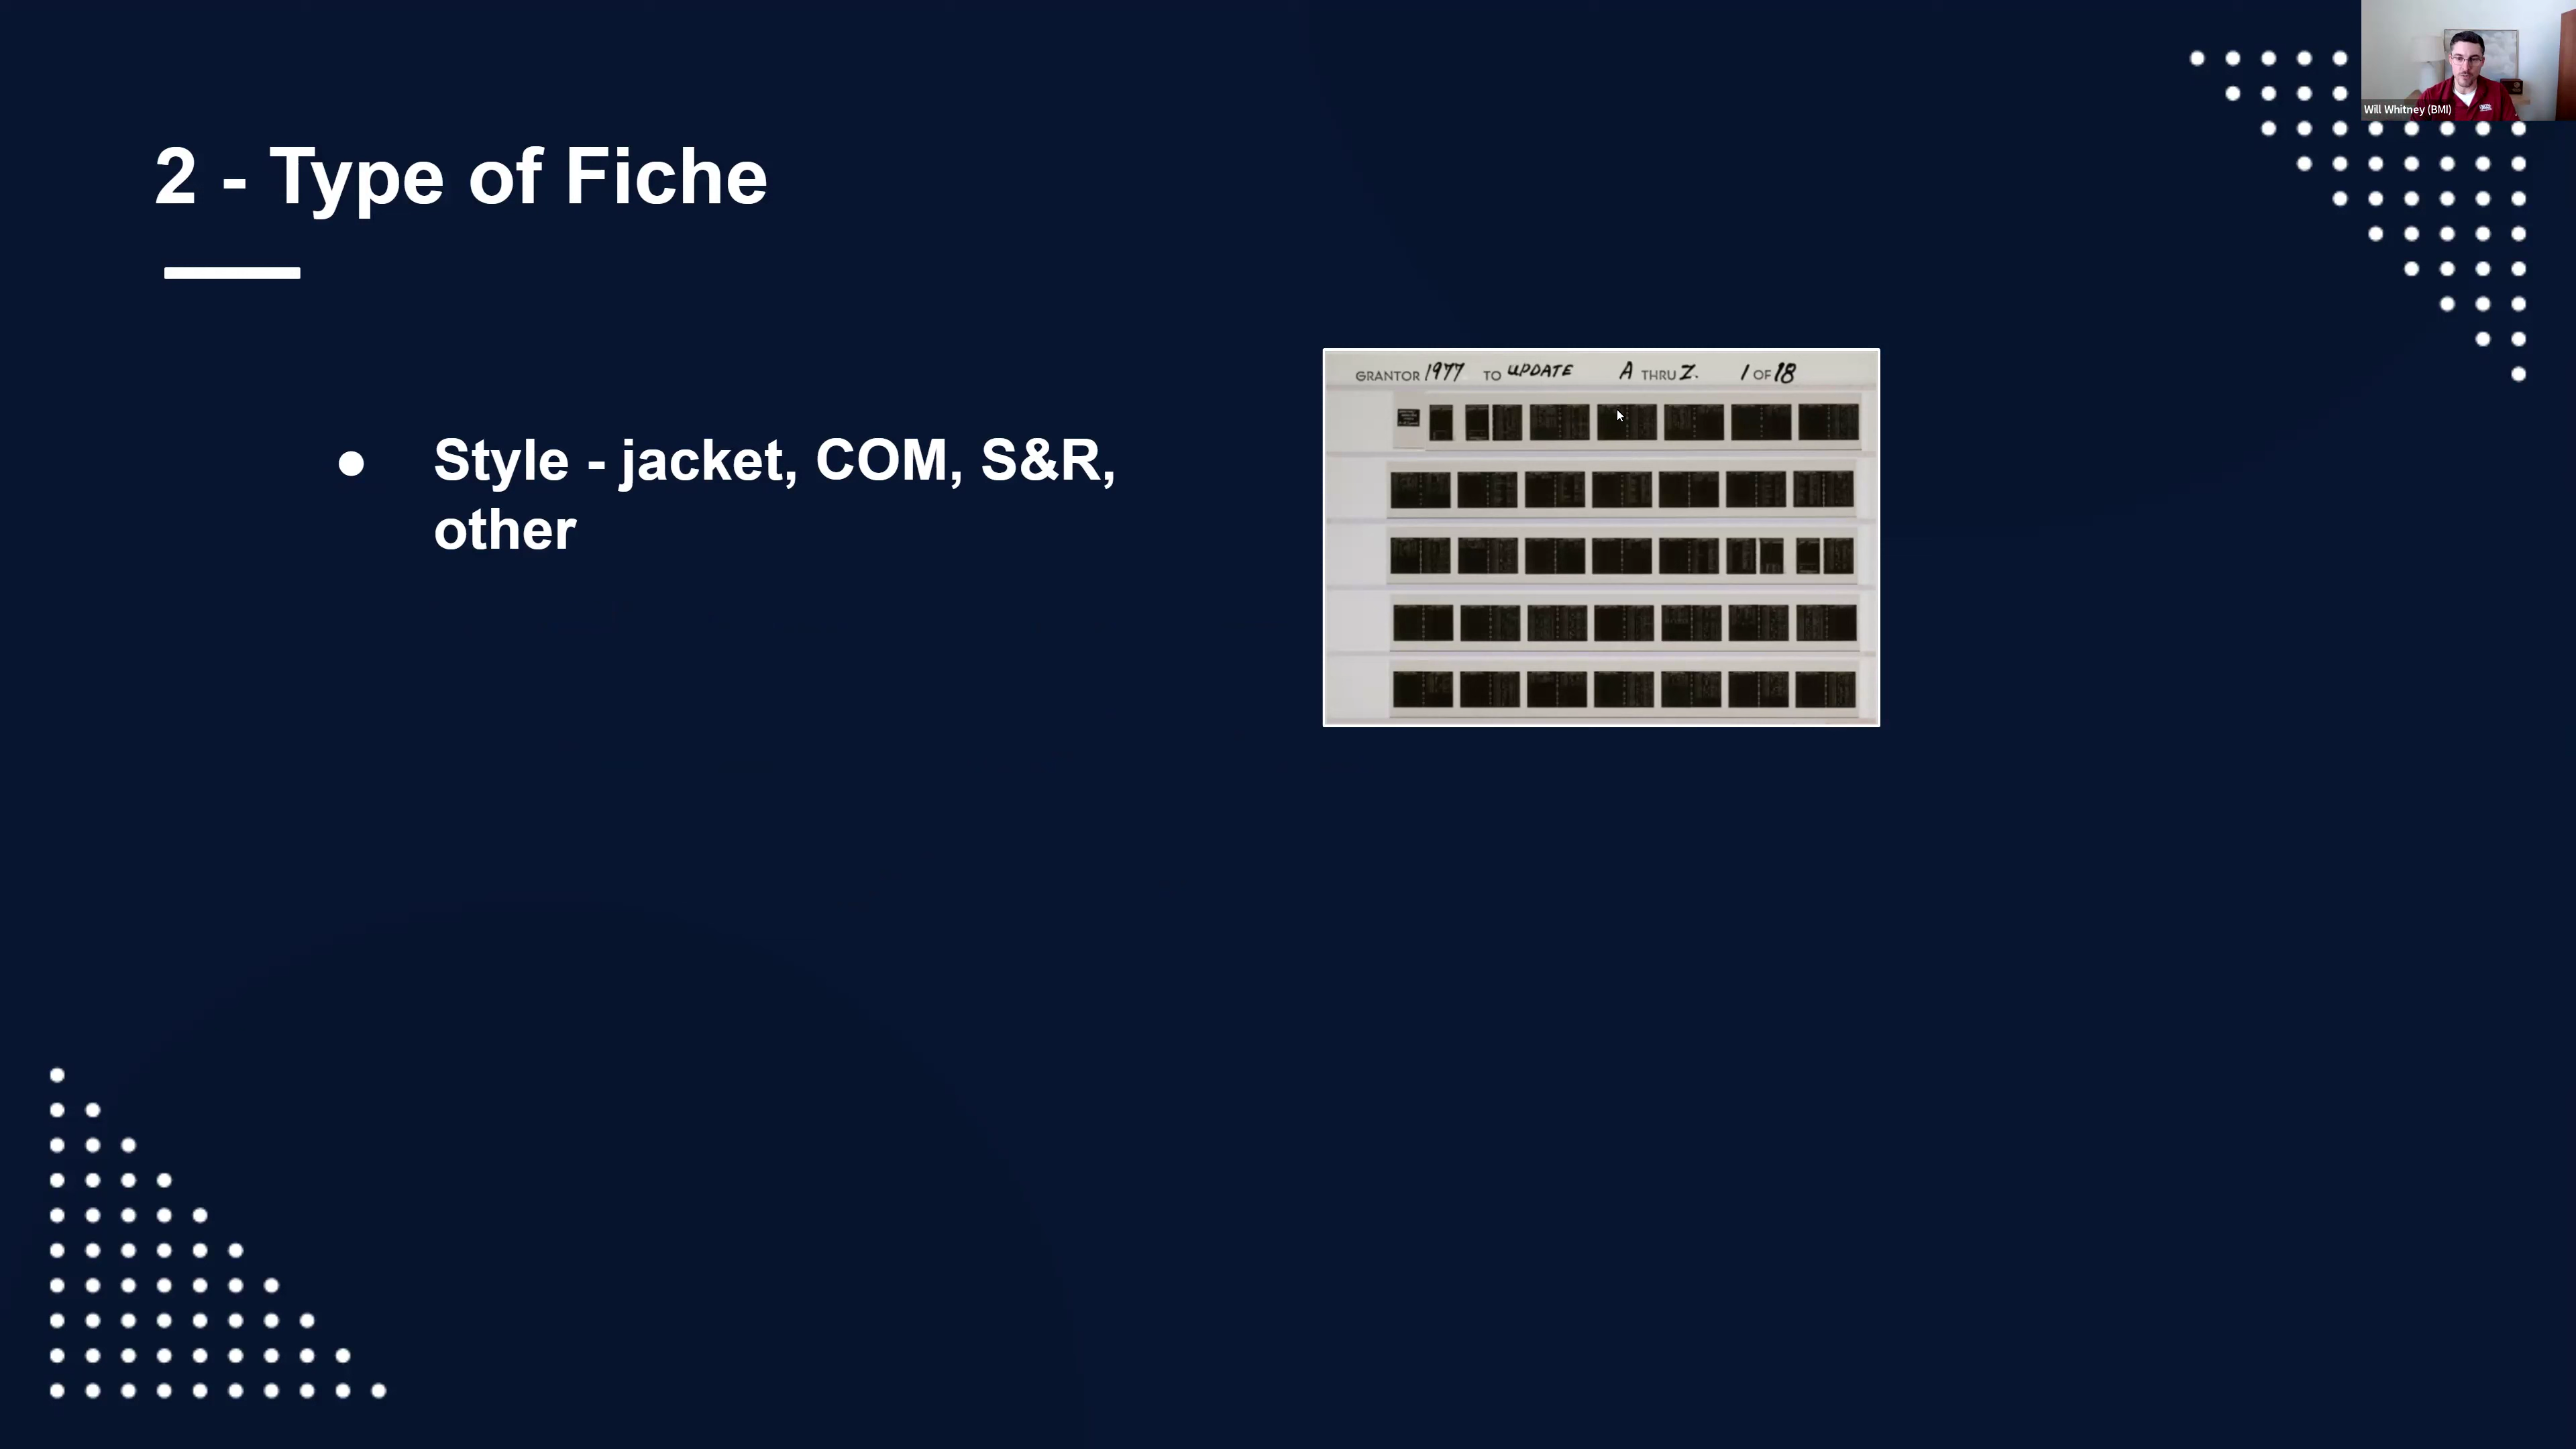 2 - Type of Fiche
● Style - jacket, COM, S&R,
other
GRANTOR 1977 TO UPDATE A THRU Z. 1 OF 18
Will Whitney (BMI)